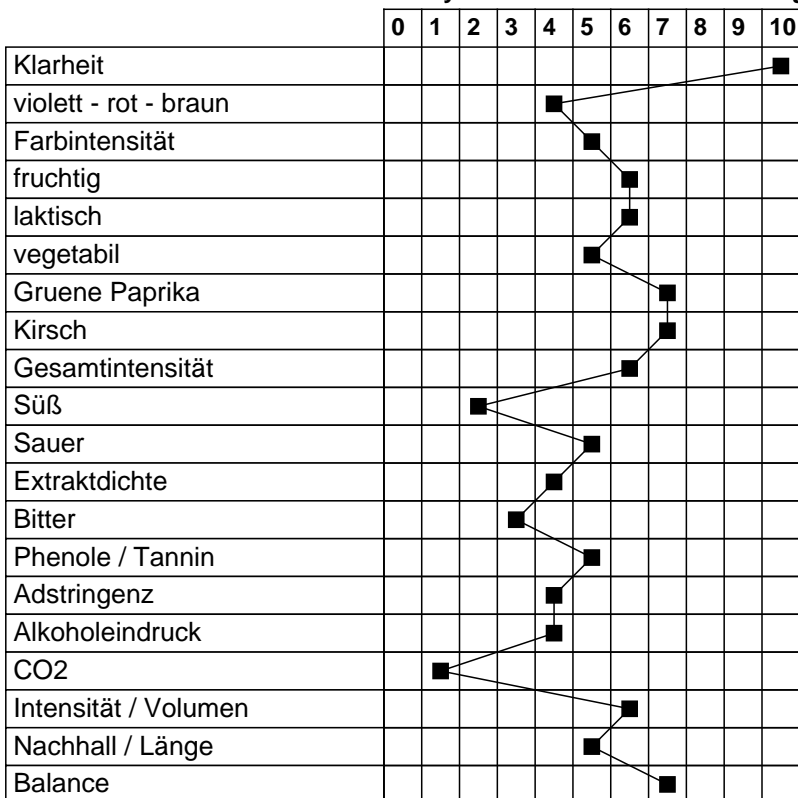 0 1 2 3 4 5 6 7 8 9 10
Klarheit
violett - rot - braun
Farbintensität
fruchtig
laktisch
vegetabil
Gruene Paprika
Kirsch
Gesamtintensität
Süß
Sauer
Extraktdichte
Bitter
Phenole / Tannin
Adstringenz
Alkoholeindruck
CO2
Intensität / Volumen
Nachhall / Länge
Balance